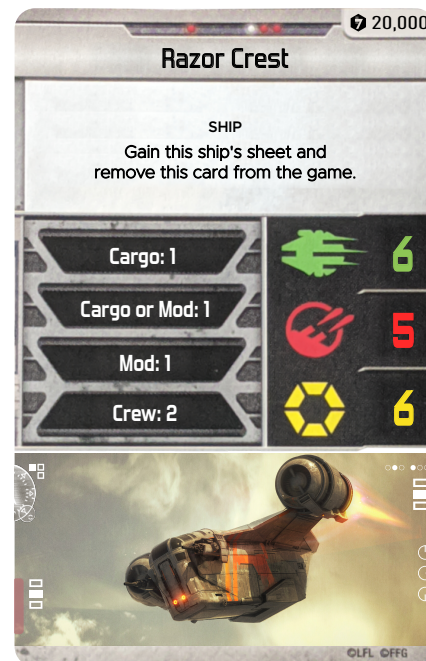 20,000
Razor Crest
SHIP
Gain this ship's sheet and
remove this card from the game.
Cargo: 1
6
Cargo or Mod: 1
5
Mod: 1
Crew: 2
6
©LFL ©FFG